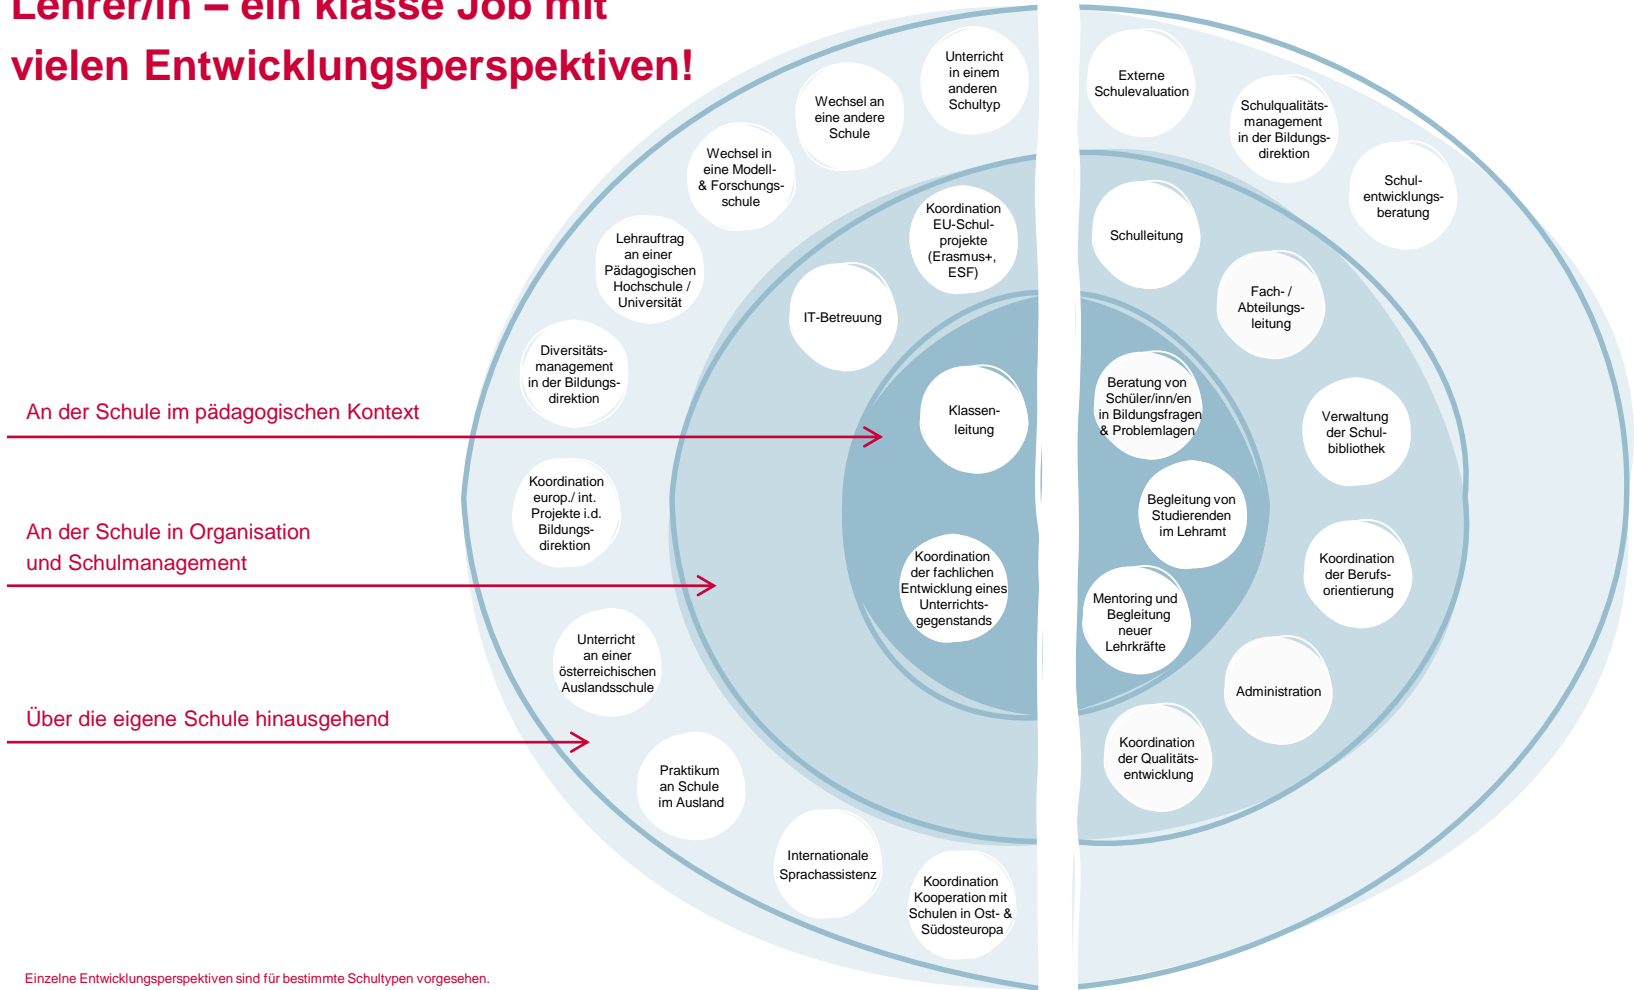 Lehrer/in – ein klasse Job mit
vielen Entwicklungsperspektiven!
An der Schule im pädagogischen Kontext
An der Schule in Organisation
und Schulmanagement
Über die eigene Schule hinausgehend
Unterricht
in einem
anderen
Schultyp
Wechsel an
eine andere
Schule
Wechsel in
eine Modell-
& Forschungs-
schule
Lehrauftrag
an einer
Pädagogischen
Hochschule /
Universität
Diversitäts-
management
in der Bildungs-
direktion
Koordination
europ./ int.
Projekte i.d.
Bildungs-
direktion
Unterricht
an einer
österreichischen
Auslandsschule
Praktikum
an Schule
im Ausland
Internationale
Sprachassistenz
Koordination
Kooperation mit
Schulen in Ost- &
Südosteuropa
Koordination
EU-Schul-
projekte
(Erasmus+,
ESF)
IT-Betreuung
Klassen-
leitung
Koordination
der fachlichen
Entwicklung eines
Unterrichts-
gegenstands
Externe
Schulevaluation
Schulqualitäts-
management
in der Bildungs-
direktion
Schul-
entwicklungs-
beratung
Schulleitung
Fach- /
Abteilungs-
leitung
Verwaltung
der Schul-
bibliothek
Koordination
der Berufs-
orientierung
Administration
Koordination
der Qualitäts-
entwicklung
Beratung von
Schüler/inn/en
in Bildungsfragen
& Problemlagen
Begleitung von
Studierenden
im Lehramt
Mentoring und
Begleitung
neuer
Lehrkräfte
Einzelne Entwicklungsperspektiven sind für bestimmte Schultypen vorgesehen.